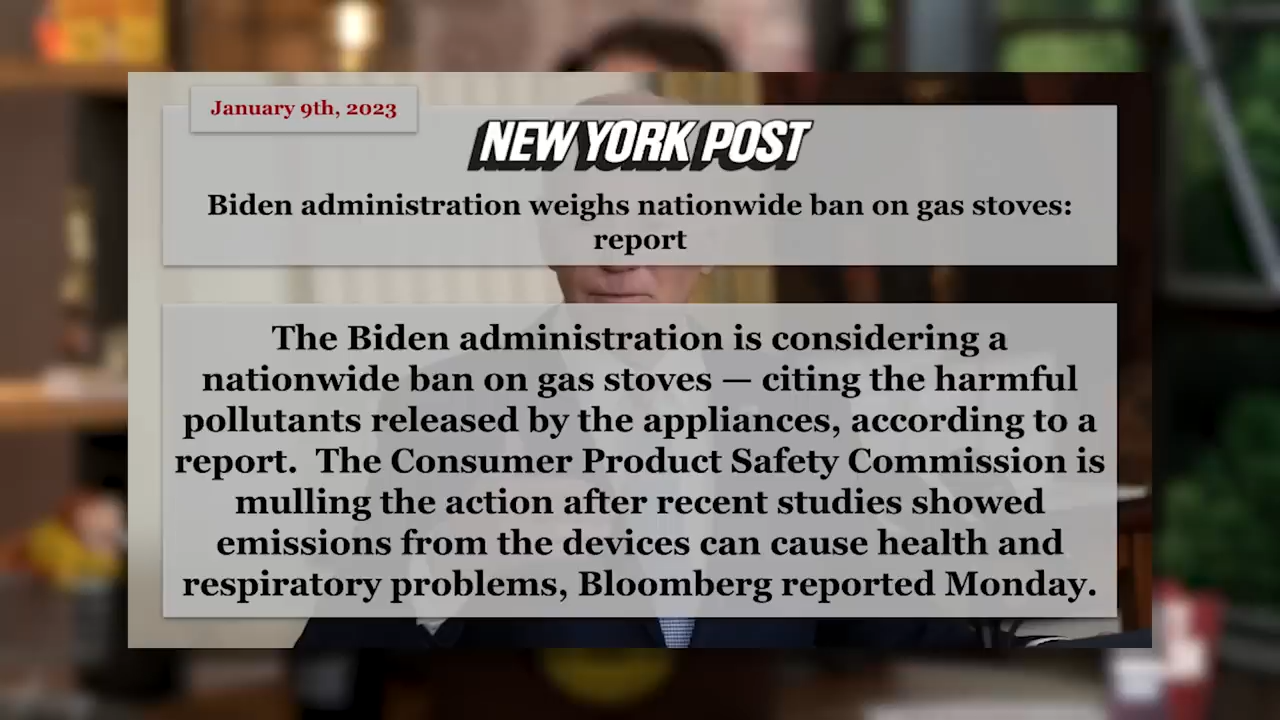 January 9th, 2023
NEW YORK POST
Biden administration weighs nationwide ban on gas stoves:
report
The Biden administration is considering a
nationwide ban on gas stoves — citing the harmful
pollutants released by the appliances, according to a
report.  The Consumer Product Safety Commission is
mulling the action after recent studies showed
emissions from the devices can cause health and
respiratory problems, Bloomberg reported Monday.